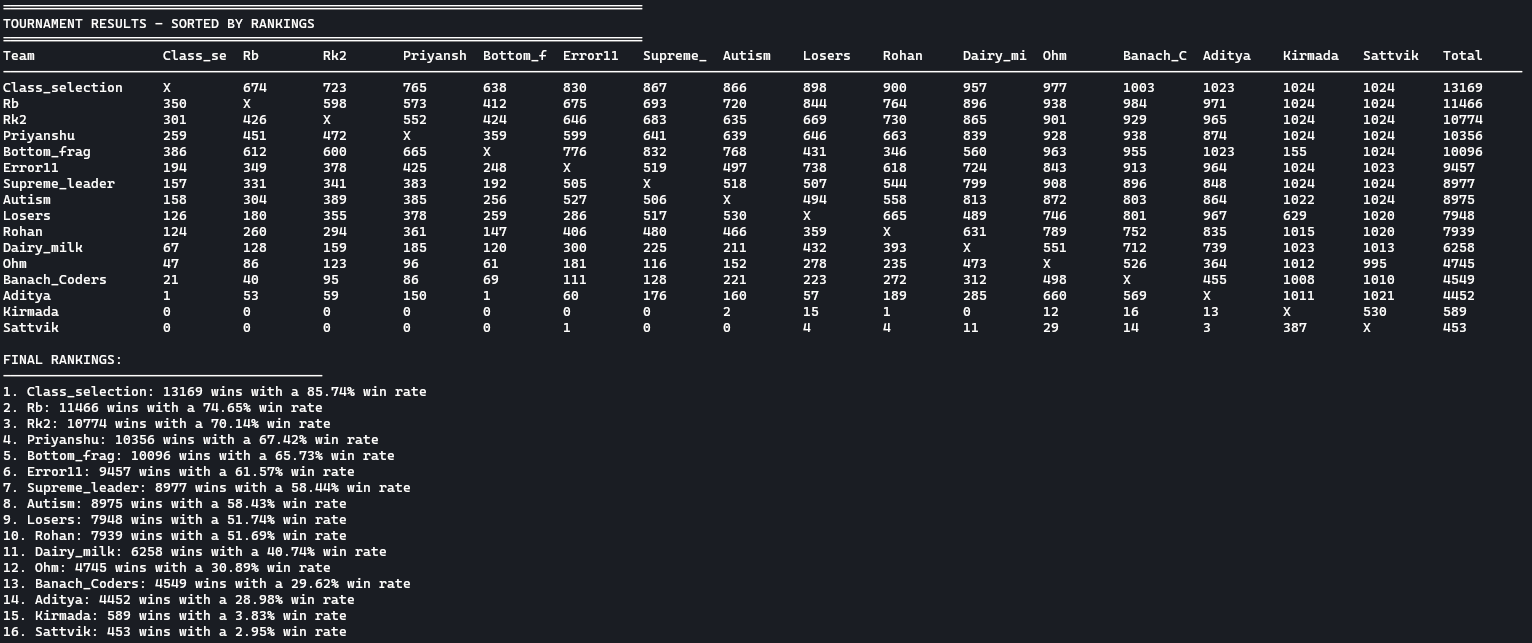 TOURNAMENT RESULTS - SORTED BY RANKINGS
Team Class_se Rb Rk2 Priyansh Bottom_f Error11 Supreme_ Autism Losers Rohan Dairy_mi Ohm Banach_C Aditya Kirmada Sattvik Total
Class_selection X 674 723 765 638 830 867 866 898 900 957 977 1003 1023 1024 1024 13169
Rb 350 X 598 573 412 675 693 720 844 764 896 938 984 971 1024 1024 11466
Rk2 301 426 X 552 424 646 683 635 669 730 865 901 929 965 1024 1024 10774
Priyanshu 259 451 472 X 359 599 641 639 646 663 839 928 938 874 1024 1024 10356
Bottom_frag 386 612 600 665 X 776 832 768 431 346 560 963 955 1023 155 1024 10096
Error11 194 349 378 425 248 X 519 497 738 618 724 843 913 964 1024 1023 9457
Supreme_leader 157 331 341 383 192 505 X 518 507 544 799 908 896 848 1024 1024 8977
Autism 158 304 389 385 256 527 506 X 494 558 813 872 803 864 1022 1024 8975
Losers 126 180 355 378 259 286 517 530 X 665 489 746 801 967 629 1020 7948
Rohan 124 260 294 361 147 406 480 466 359 X 631 789 752 835 1015 1020 7939
Dairy_milk 67 128 159 185 120 300 225 211 432 393 X 551 712 739 1023 1013 6258
Ohm 47 86 123 96 61 181 116 152 278 235 473 X 526 364 1012 995 4745
Banach_Coders 21 40 95 86 69 111 128 221 223 272 312 498 X 455 1008 1010 4549
Aditya 1 53 59 150 1 60 176 160 57 189 285 660 569 X 1011 1021 4452
Kirmada 0 0 0 0 0 0 0 2 15 1 0 12 16 13 X 530 589
Sattvik 0 0 0 0 0 1 0 0 4 4 11 29 14 3 387 X 453
FINAL RANKINGS:
1. Class_selection: 13169 wins with a 85.74% win rate
2. Rb: 11466 wins with a 74.65% win rate
3. Rk2: 10774 wins with a 70.14% win rate
4. Priyanshu: 10356 wins with a 67.42% win rate
5. Bottom_frag: 10096 wins with a 65.73% win rate
6. Error11: 9457 wins with a 61.57% win rate
7. Supreme_leader: 8977 wins with a 58.44% win rate
8. Autism: 8975 wins with a 58.43% win rate
9. Losers: 7948 wins with a 51.74% win rate
10. Rohan: 7939 wins with a 51.69% win rate
11. Dairy_milk: 6258 wins with a 40.74% win rate
12. Ohm: 4745 wins with a 30.89% win rate
13. Banach_Coders: 4549 wins with a 29.62% win rate
14. Aditya: 4452 wins with a 28.98% win rate
15. Kirmada: 589 wins with a 3.83% win rate
16. Sattvik: 453 wins with a 2.95% win rate